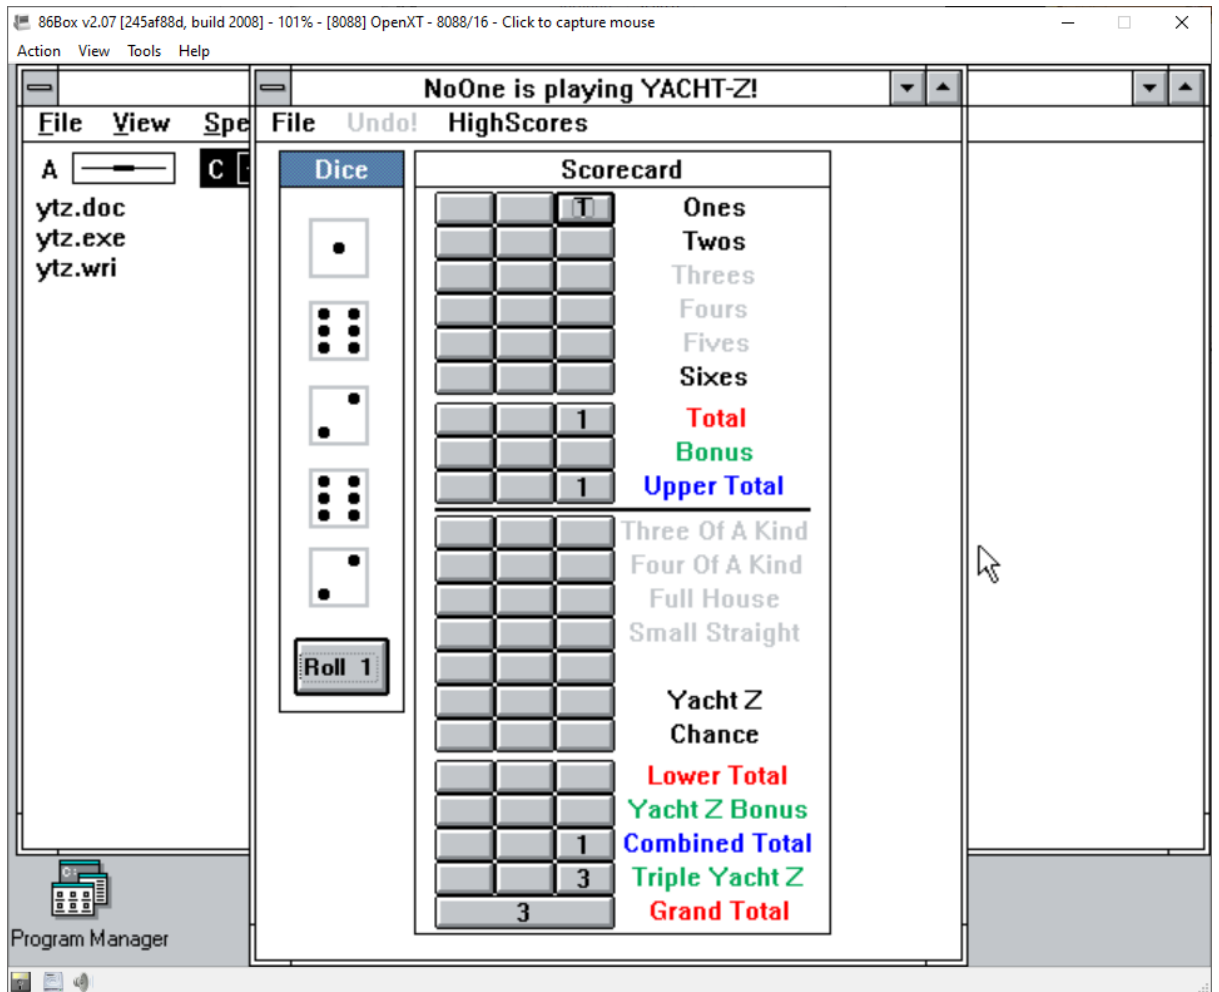 86Box v2.07 [245af88d, build 2008] - 101% - [8088] OpenXT - 8088/16 - Click to capture mouse
Action View Tools Help
NoOne is playing YACHT-Z!
File View Spe
File Undo! HighScores
A C
ytz.doc
ytz.exe
ytz.wri
Dice
Roll 1
Scorecard
1 Ones
Twos
Threes
Fours
Fives
Sixes
1 Total
Bonus
1 Upper Total
Three Of A Kind
Four Of A Kind
Full House
Small Straight
Yacht Z
Chance
Lower Total
Yacht Z Bonus
1 Combined Total
3 Triple Yacht Z
3 Grand Total
C:
Program Manager